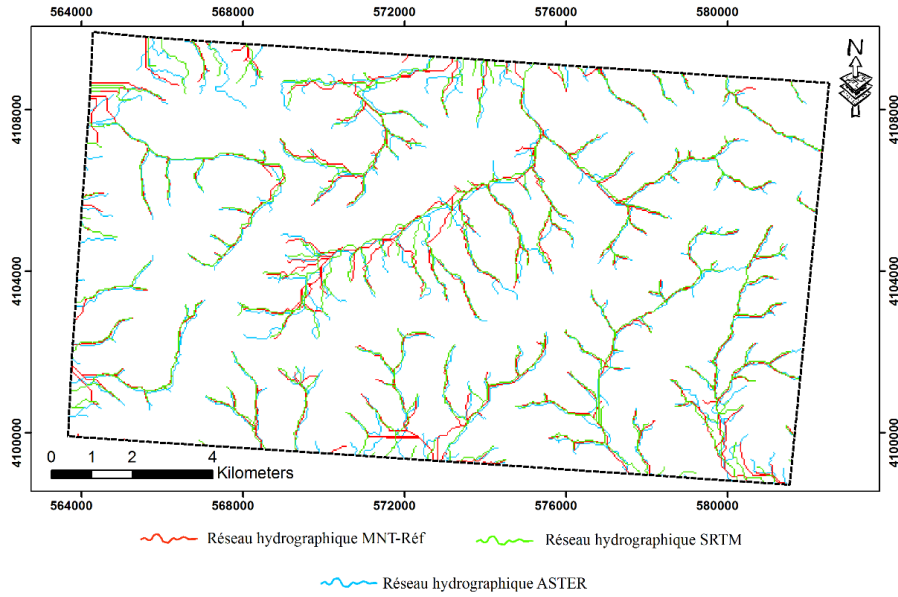 564000 568000 572000 576000 580000
N
4108000 4108000
4104000 4104000
4100000 4100000
0 1 2 4
Kilometers
564000 568000 572000 576000 580000
Réseau hydrographique MNT-Réf Réseau hydrographique SRTM
Réseau hydrographique ASTER